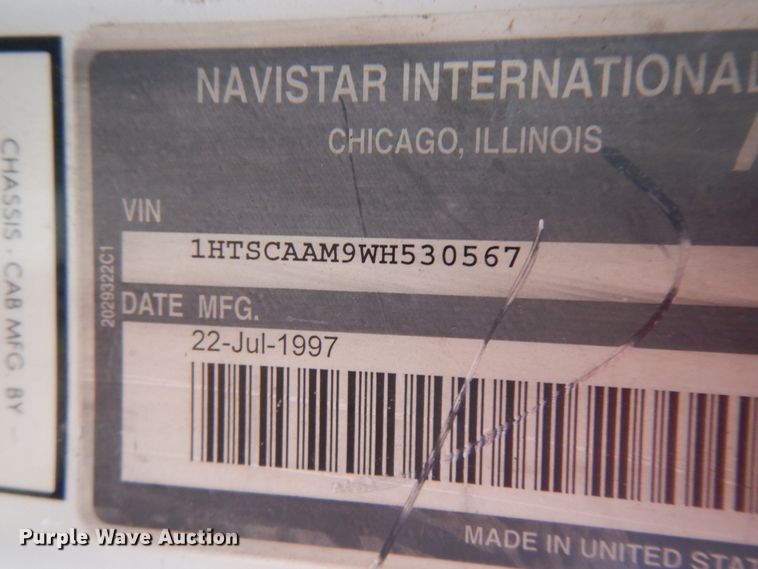 NAVISTAR INTERNATIONAL
CHICAGO, ILLINOIS
VIN
1HTSCAAM9WH530567
DATE MFG.
22-Jul-1997
MADE IN UNITED STAT
2029322C1
CHASSIS - CAB MFG. BY -
Purple Wave Auction